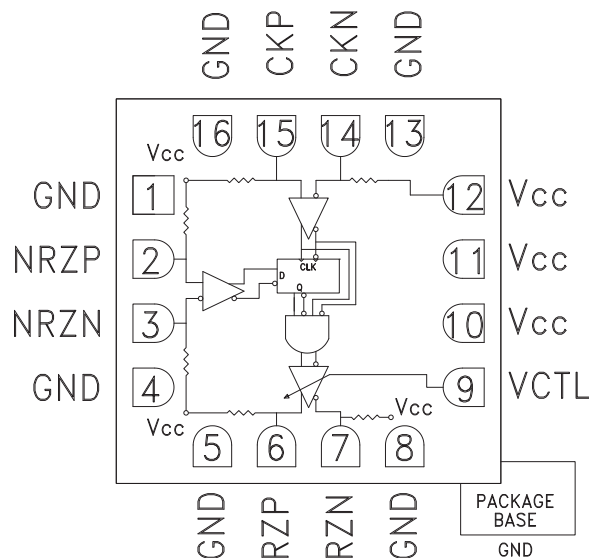 GND CKP CKN GND
16 15 14 13
Vcc
GND 1 12 Vcc
NRZP 2 11 Vcc
CLK
D
Q
NRZN 3 10 Vcc
GND 4 9 VCTL
Vcc Vcc
5 6 7 8
GND RZP RZN GND
PACKAGE
BASE
GND